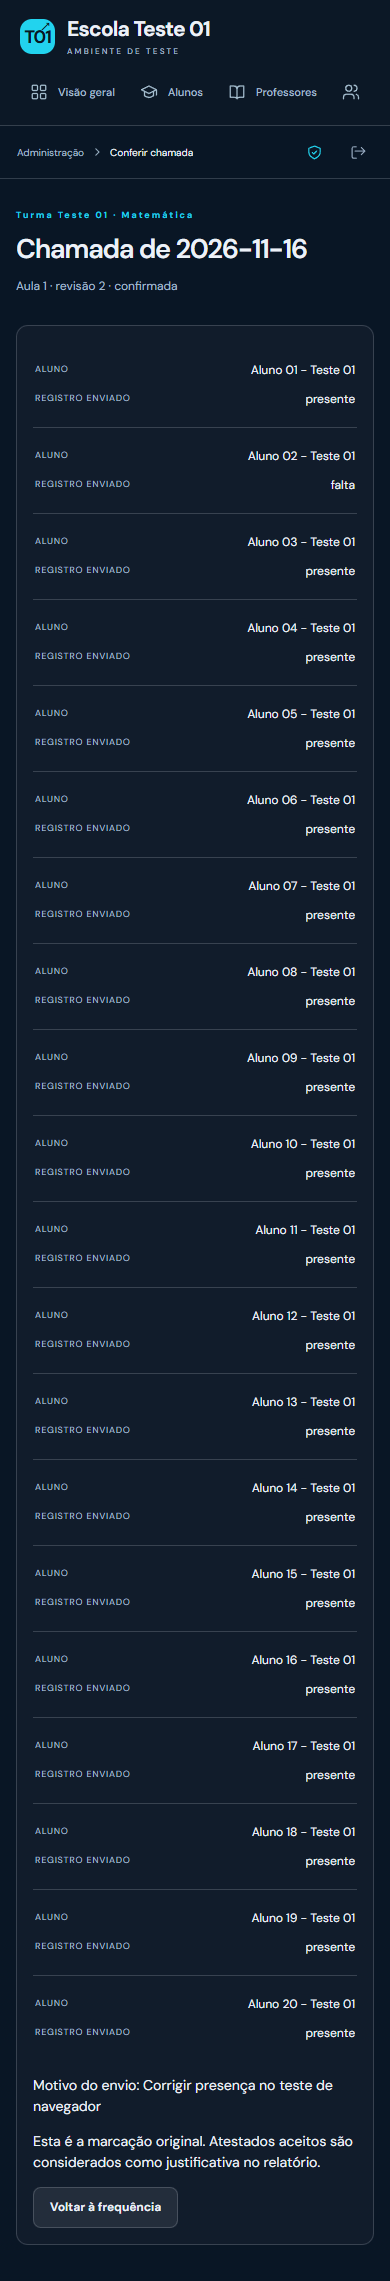 T01
Escola Teste 01
AMBIENTE DE TESTE
Visão geral
Alunos
Professores
Administração
Conferir chamada
Turma Teste 01 · Matemática
Chamada de 2026-11-16
Aula 1 · revisão 2 · confirmada
ALUNO Aluno 01 - Teste 01
REGISTRO ENVIADO presente
ALUNO Aluno 02 - Teste 01
REGISTRO ENVIADO falta
ALUNO Aluno 03 - Teste 01
REGISTRO ENVIADO presente
ALUNO Aluno 04 - Teste 01
REGISTRO ENVIADO presente
ALUNO Aluno 05 - Teste 01
REGISTRO ENVIADO presente
ALUNO Aluno 06 - Teste 01
REGISTRO ENVIADO presente
ALUNO Aluno 07 - Teste 01
REGISTRO ENVIADO presente
ALUNO Aluno 08 - Teste 01
REGISTRO ENVIADO presente
ALUNO Aluno 09 - Teste 01
REGISTRO ENVIADO presente
ALUNO Aluno 10 - Teste 01
REGISTRO ENVIADO presente
ALUNO Aluno 11 - Teste 01
REGISTRO ENVIADO presente
ALUNO Aluno 12 - Teste 01
REGISTRO ENVIADO presente
ALUNO Aluno 13 - Teste 01
REGISTRO ENVIADO presente
ALUNO Aluno 14 - Teste 01
REGISTRO ENVIADO presente
ALUNO Aluno 15 - Teste 01
REGISTRO ENVIADO presente
ALUNO Aluno 16 - Teste 01
REGISTRO ENVIADO presente
ALUNO Aluno 17 - Teste 01
REGISTRO ENVIADO presente
ALUNO Aluno 18 - Teste 01
REGISTRO ENVIADO presente
ALUNO Aluno 19 - Teste 01
REGISTRO ENVIADO presente
ALUNO Aluno 20 - Teste 01
REGISTRO ENVIADO presente
Motivo do envio: Corrigir presença no teste de
navegador
Esta é a marcação original. Atestados aceitos são
considerados como justificativa no relatório.
Voltar à frequência